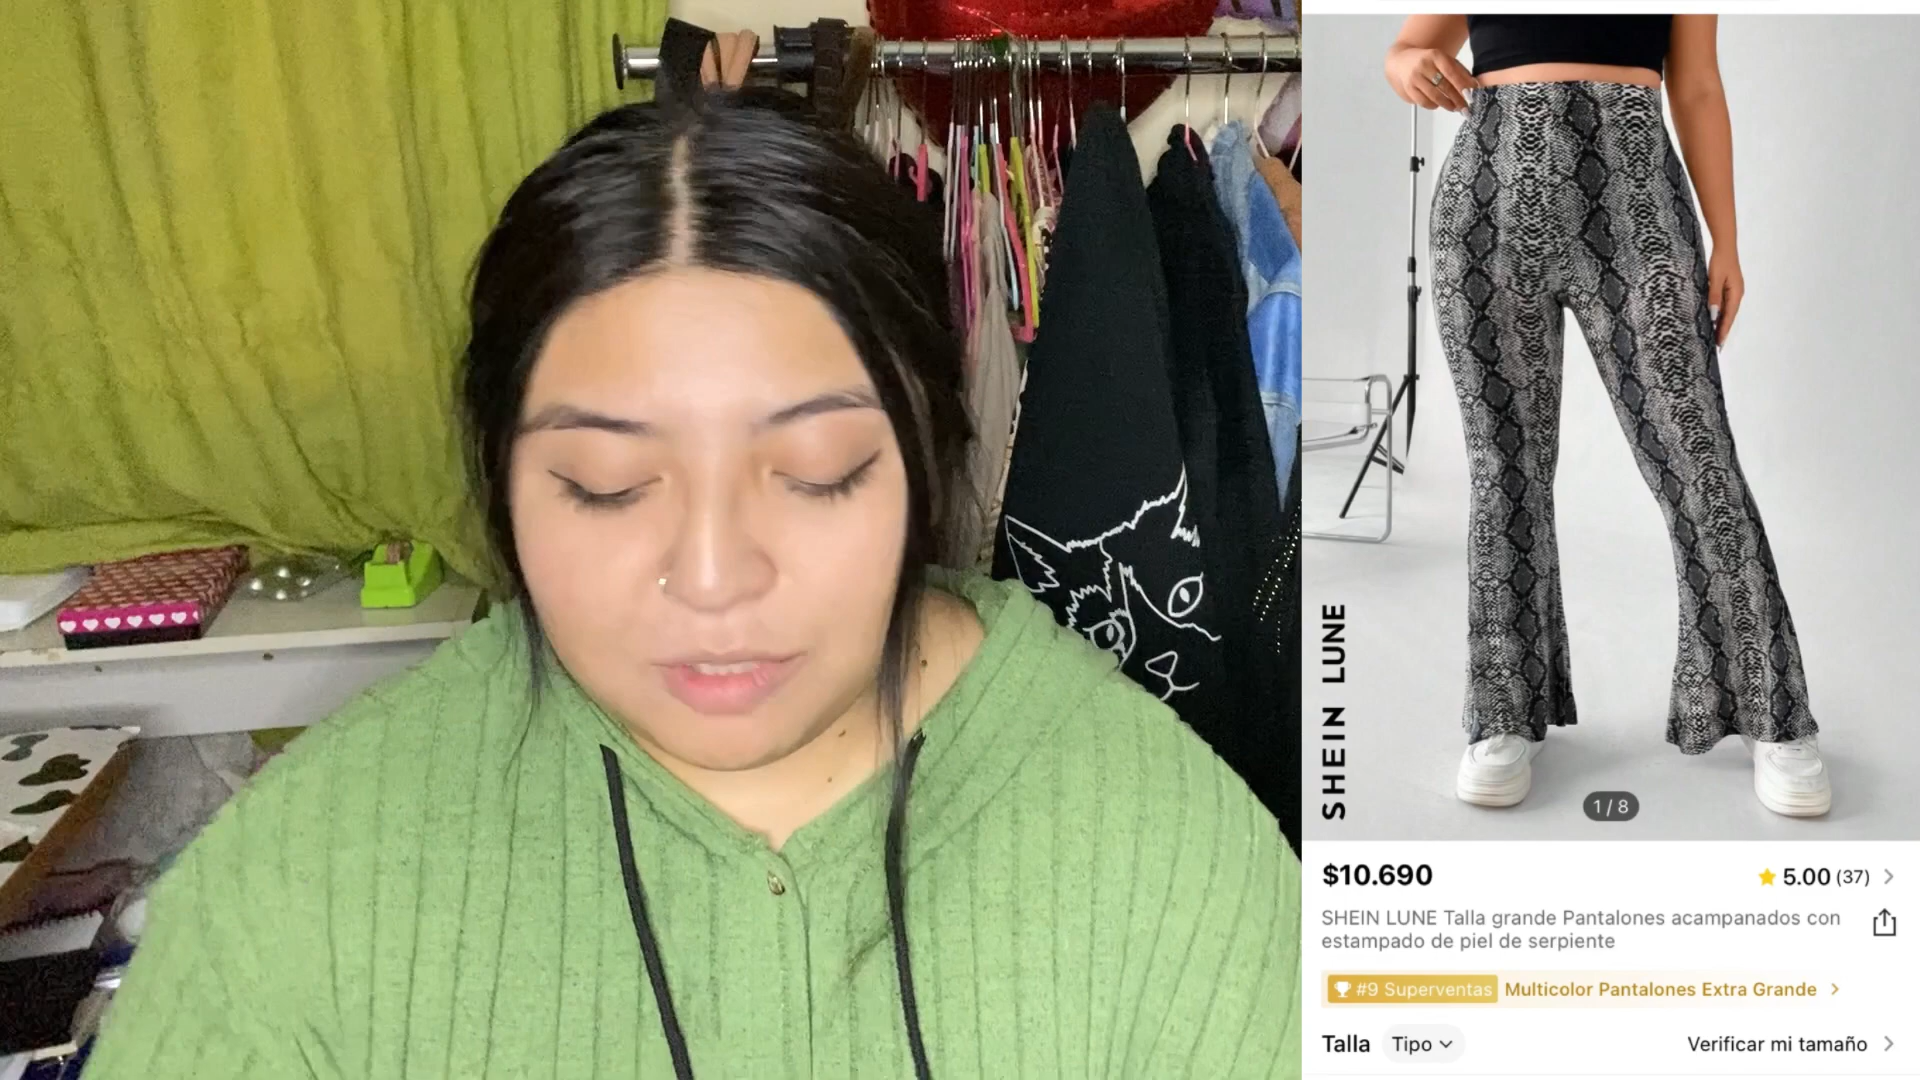 SHEIN LUNE
1/8
$10.690
5.00 (37)
SHEIN LUNE Talla grande Pantalones acampanados con
estampado de piel de serpiente
#9 Superventas Multicolor Pantalones Extra Grande
Talla Tipo Verificar mi tamaño